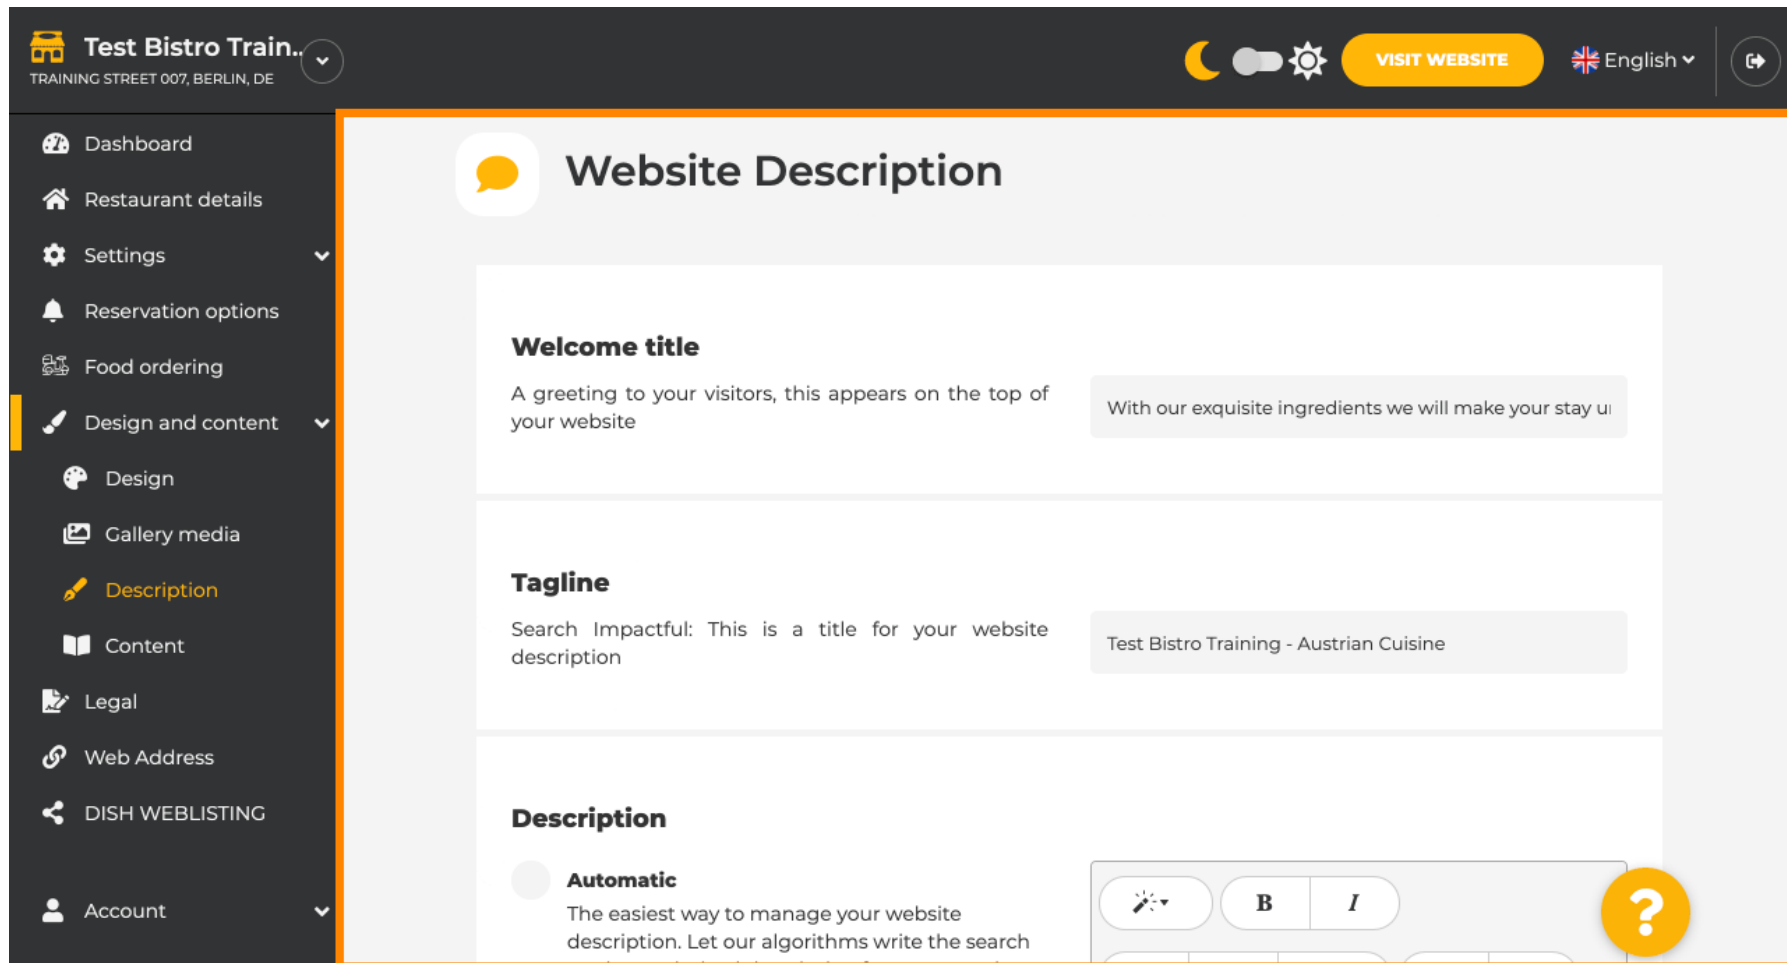 Test Bistro Train..
TRAINING STREET 007, BERLIN, DE
VISIT WEBSITE
English
Dashboard
Restaurant details
Settings
Reservation options
Food ordering
Design and content
Design
Gallery media
Description
Content
Legal
Web Address
DISH WEBLISTING
Account
Website Description
Welcome title
A greeting to your visitors, this appears on the top of
your website
With our exquisite ingredients we will make your stay
Tagline
Search Impactful: This is a title for your website
description
Test Bistro Training - Austrian Cuisine
Description
Automatic
The easiest way to manage your website
description. Let our algorithms write the search
B I
?